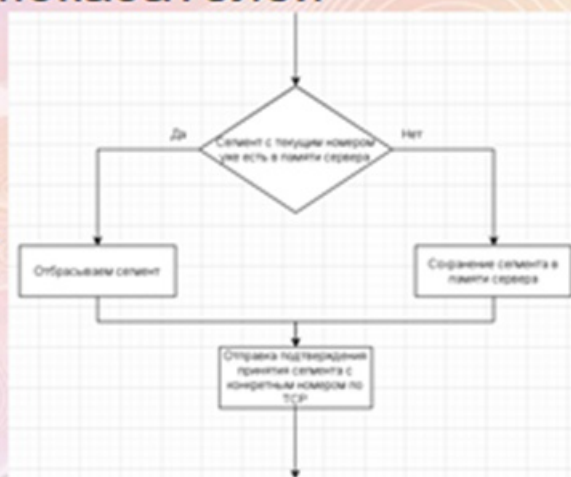 Да
Нет
Сегмент с текущим номером
уже есть в памяти сервера
Отбрасываем сегмент
Сохранение сегмента в
памяти сервера
Отправка подтверждения
принятия сегмента с
конкретным номером по
TCP